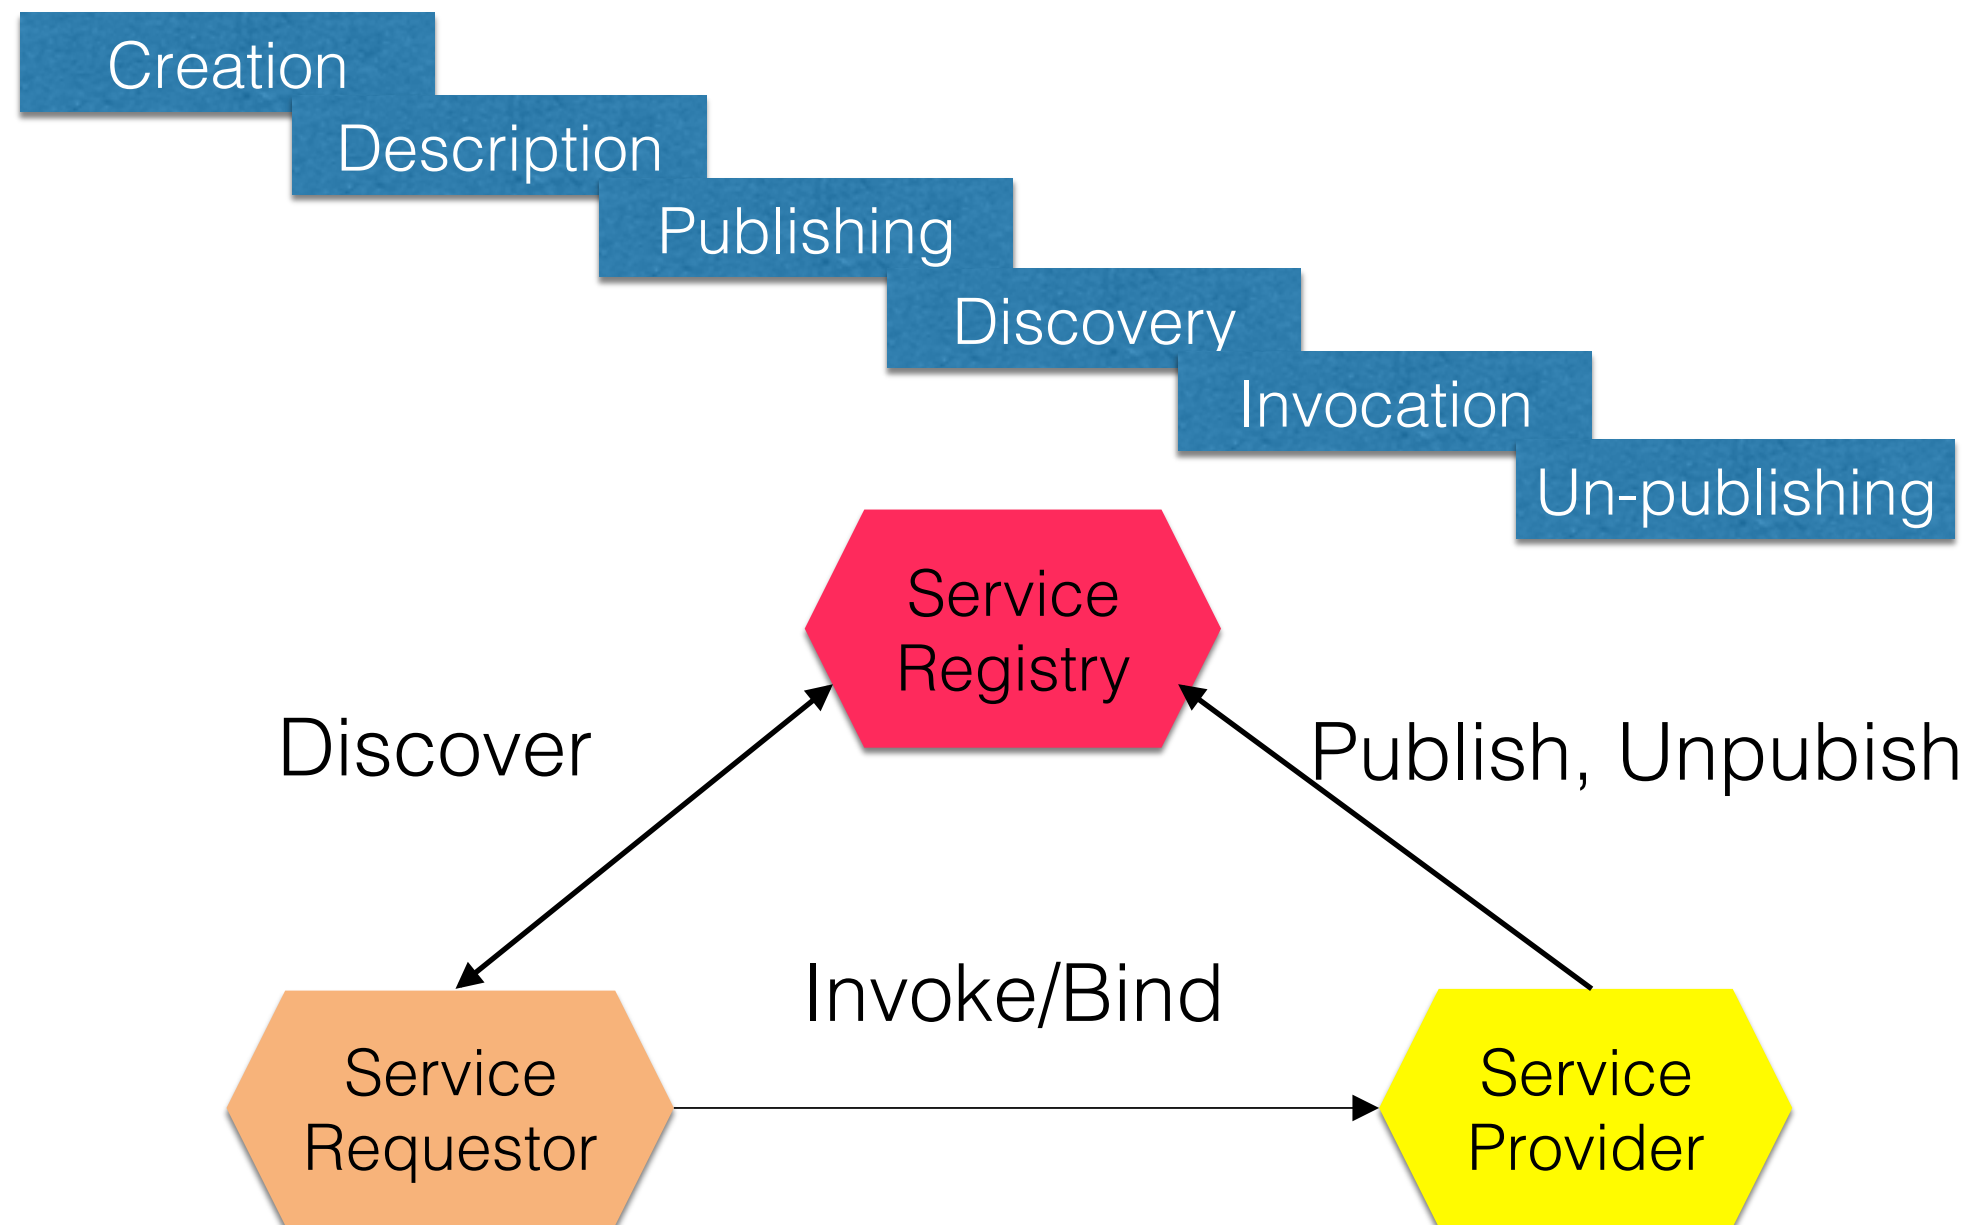 Creation
Description
Publishing
Discovery
Invocation
Un-publishing
Service
Registry
Discover
Publish, Unpubish
Invoke/Bind
Service
Requestor
Service
Provider